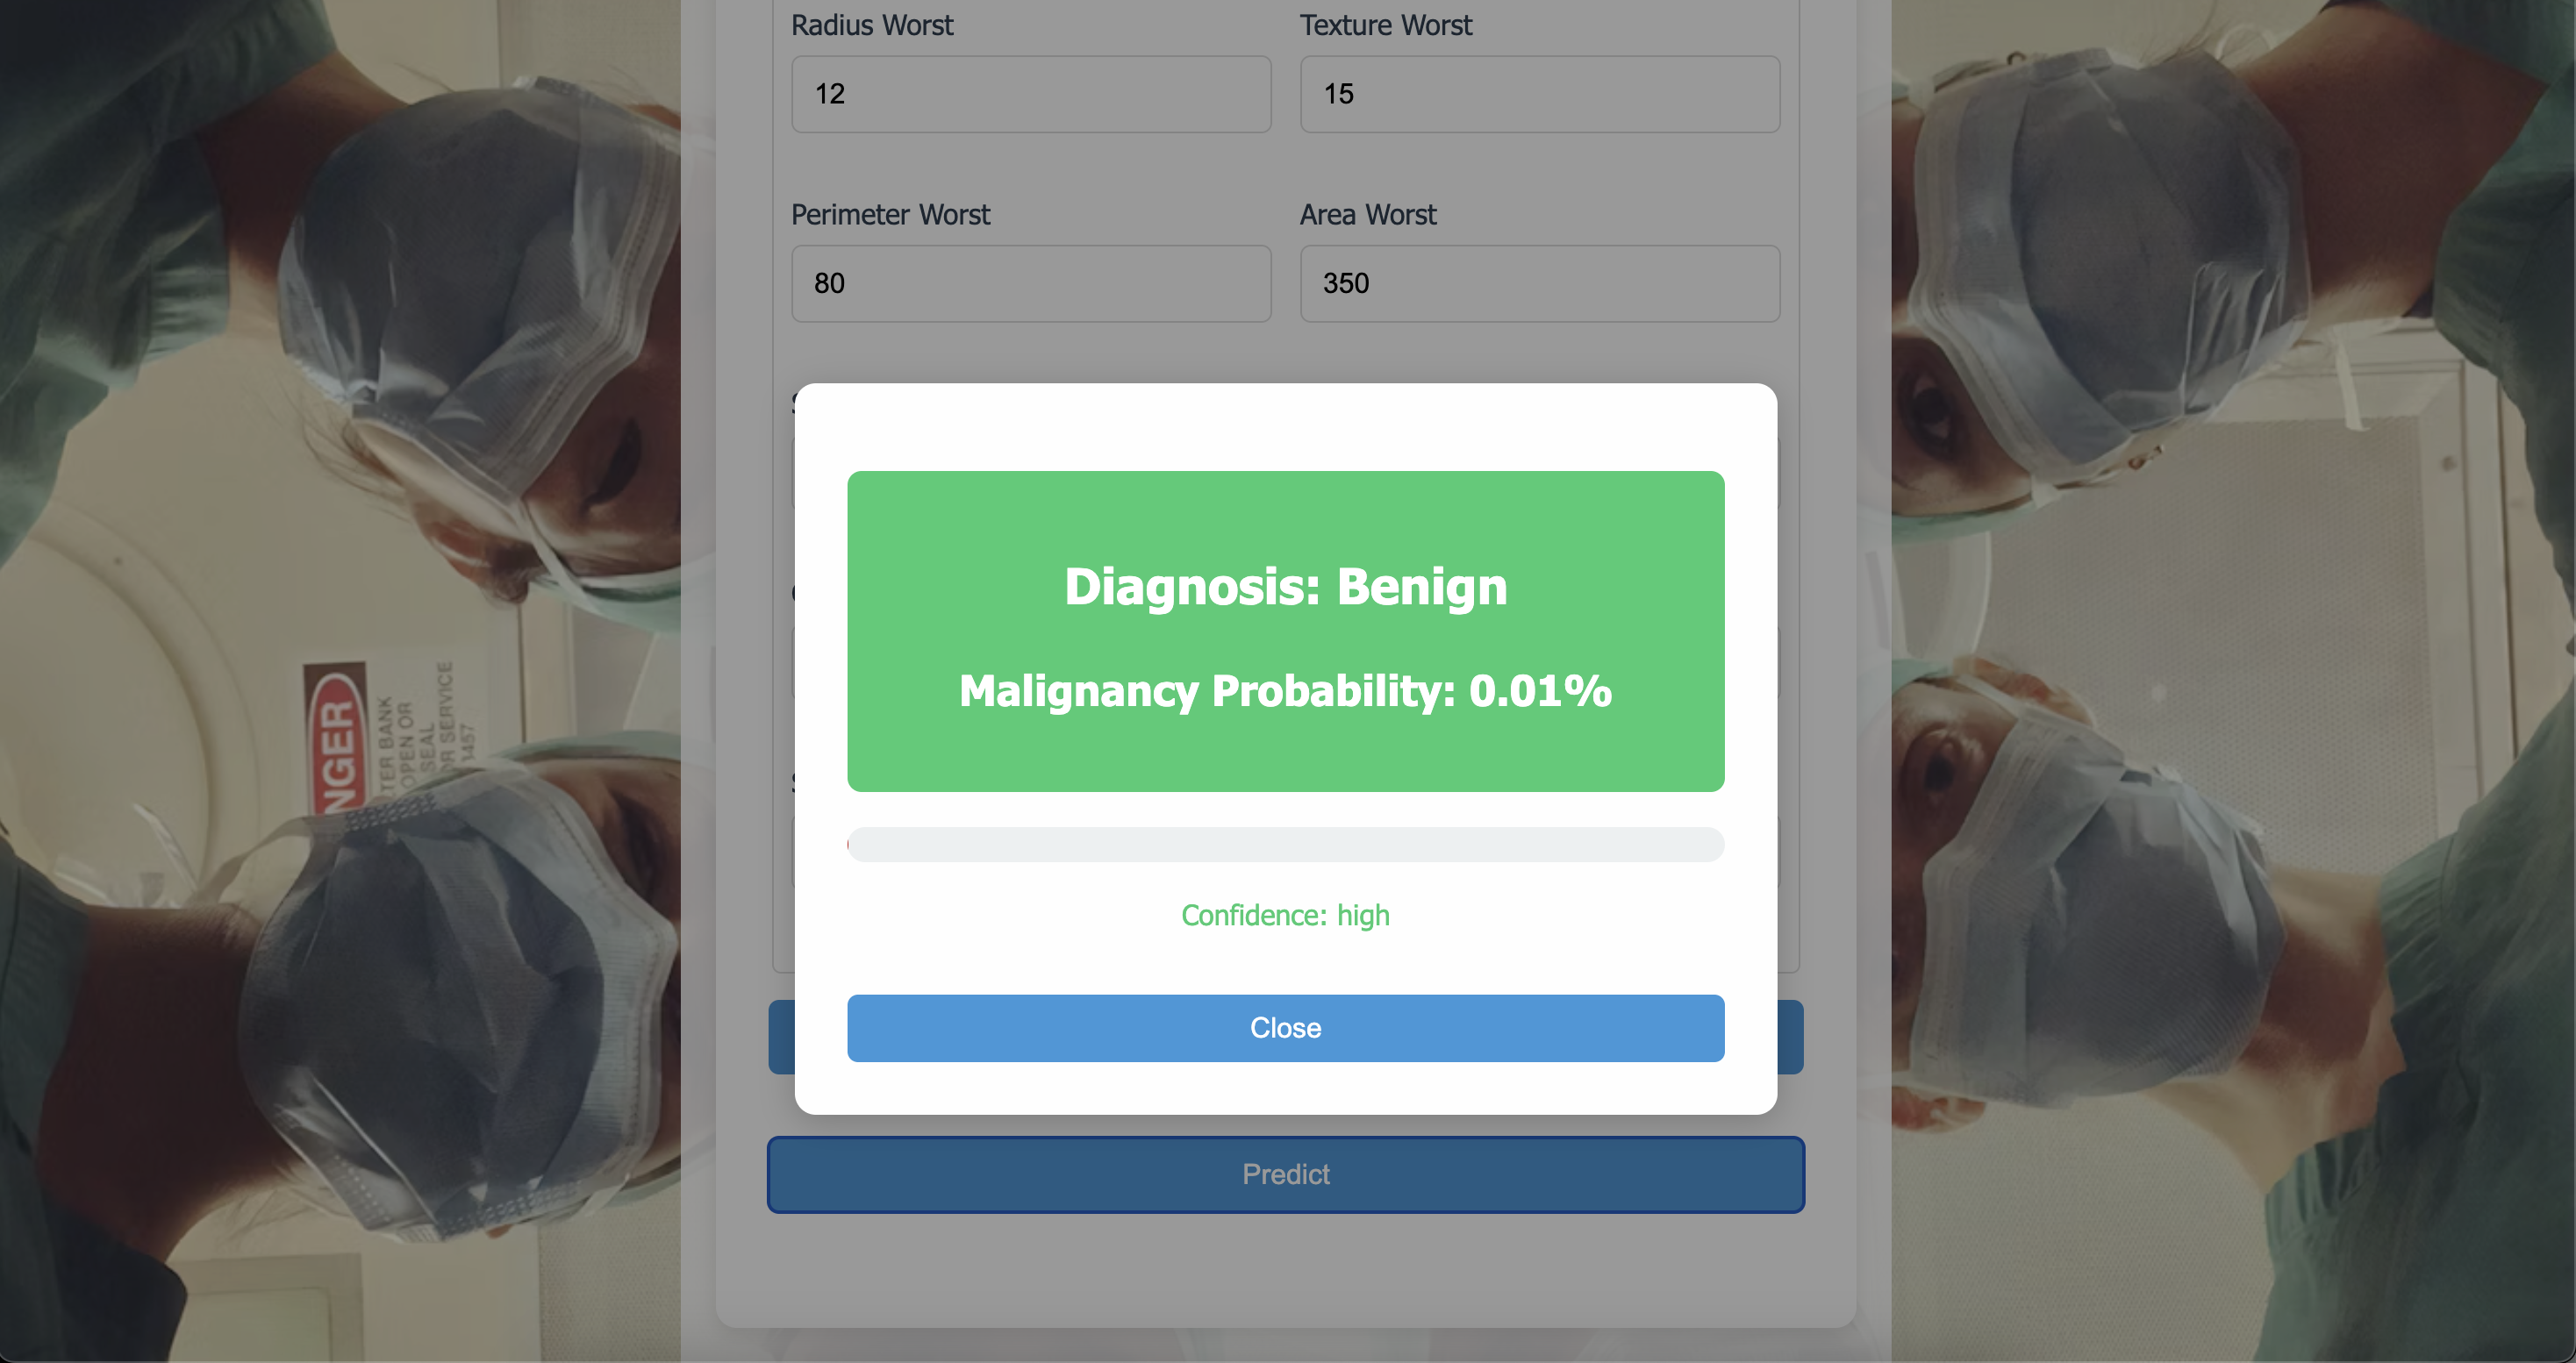 Radius Worst
Texture Worst
12
15
Perimeter Worst
Area Worst
80
350
Diagnosis: Benign
Malignancy Probability: 0.01%
Confidence: high
Close
Predict
NGER
TER BANK
OPEN OR
SEAL
OR SERVICE
1457